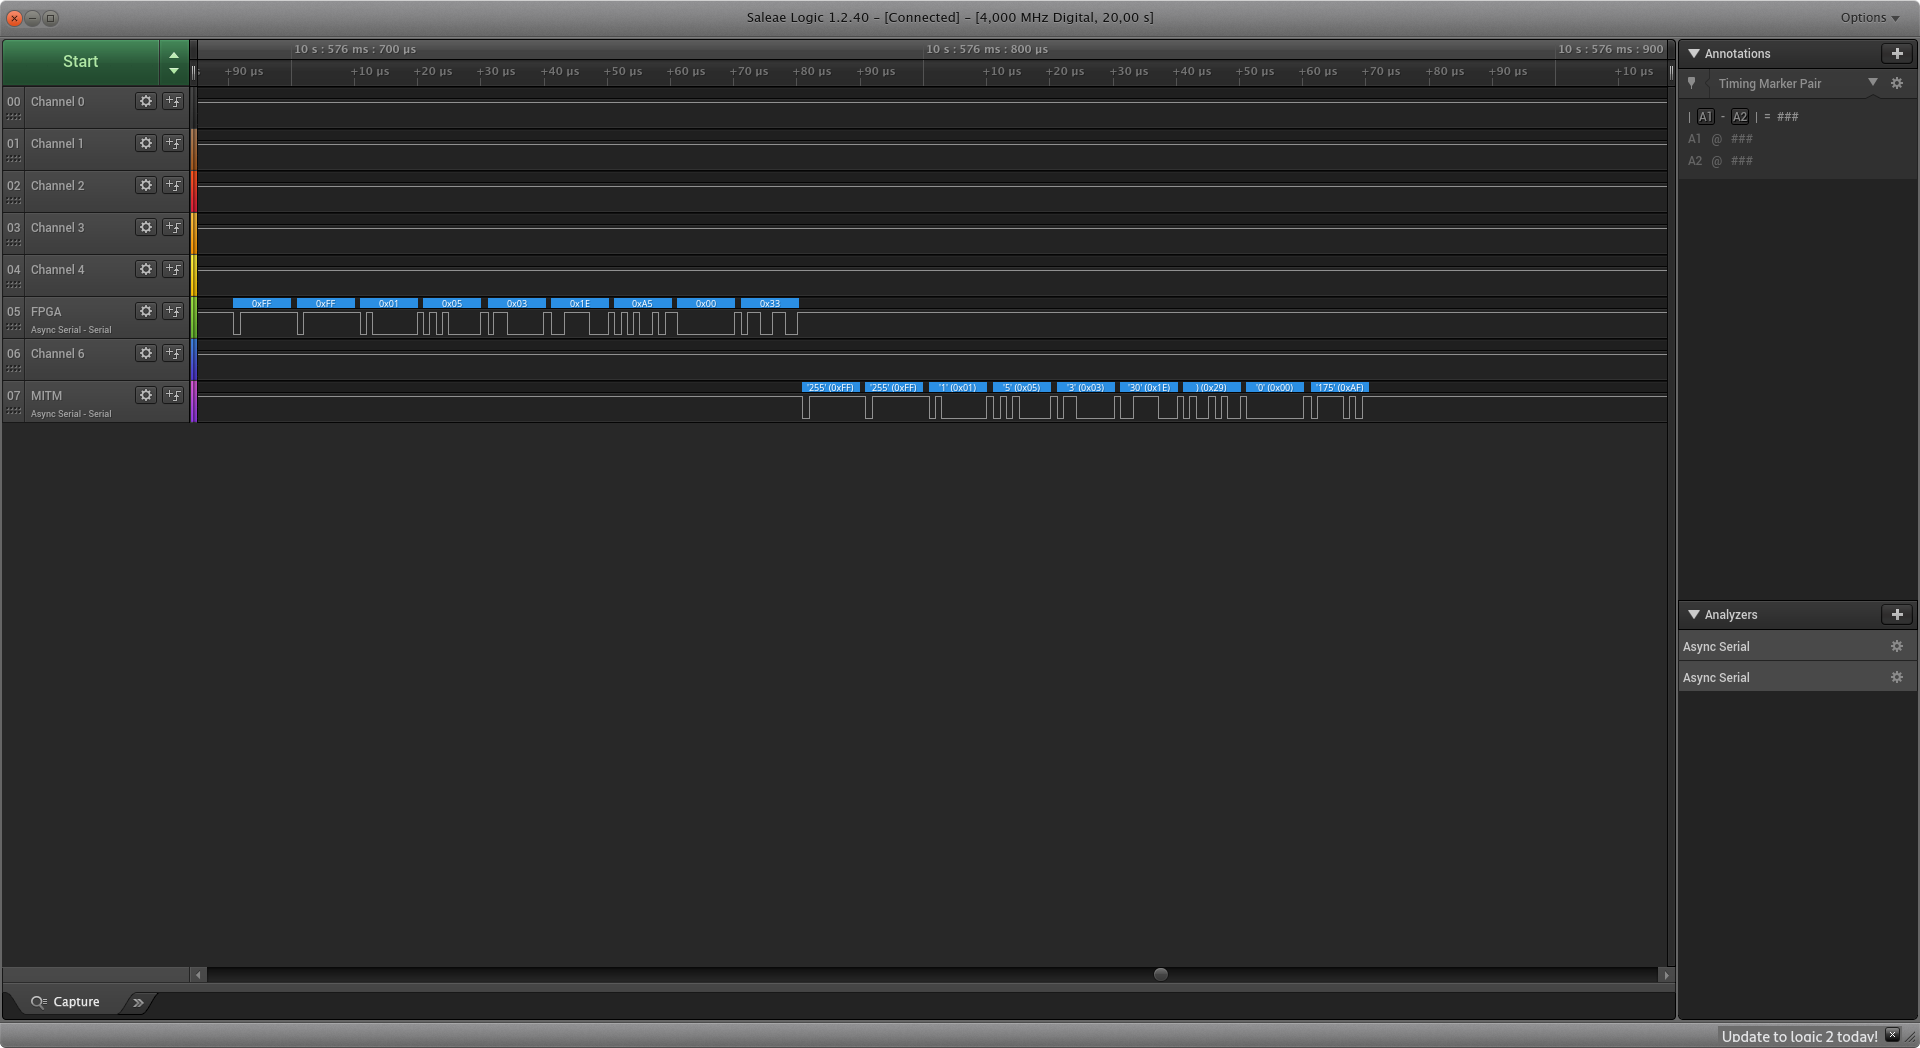 Saleae Logic 1.2.40 – [Connected] – [4,000 MHz Digital, 20,00 s]
Options
Start
10 s : 576 ms : 700 µs
10 s : 576 ms : 800 µs
10 s : 576 ms : 900
+90 µs +10 µs +20 µs +30 µs +40 µs +50 µs +60 µs +70 µs +80 µs +90 µs +10 µs +20 µs +30 µs +40 µs +50 µs +60 µs +70 µs +80 µs +90 µs +10 µs
00 Channel 0
01 Channel 1
02 Channel 2
03 Channel 3
04 Channel 4
05 FPGA
Async Serial - Serial
0xFF 0xFF 0x01 0x05 0x03 0x1E 0xA5 0x00 0x33
06 Channel 6
07 MITM
Async Serial - Serial
'255' (0xFF) '255' (0xFF) '1' (0x01) '5' (0x05) '3' (0x03) '30' (0x1E) ) (0x29) '0' (0x00) '175' (0xAF)
Annotations
Timing Marker Pair
| A1 - A2 | = ###
A1 @ ###
A2 @ ###
Analyzers
Async Serial
Async Serial
Capture
Update to logic 2 today!